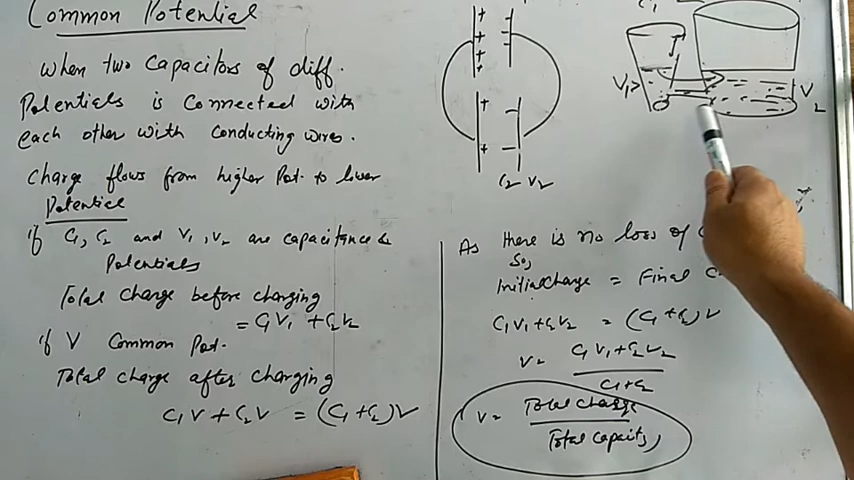 Common Potential
when two Capacitors of diff.
Potentials is connected with
each other with conducting wires.
Charge flows from higher Pot. to lower
Potential
if C1, C2 and V1, V2 are capacitance &
Potentials
Total charge before charging
= C1V1 + C2V2
if V Common Pot.
Total charge after charging
C1V + C2V = (C1+C2)V
+ -
+ -
+
+
+ -
+ -
C2 V2
C1
V1>
V2
As there is no loss of
So,
Initial charge = Final
C1V1+C2V2 = (C1+C2)V
V= C1V1+C2V2
C1+C2
V= Total charge
Total capacity